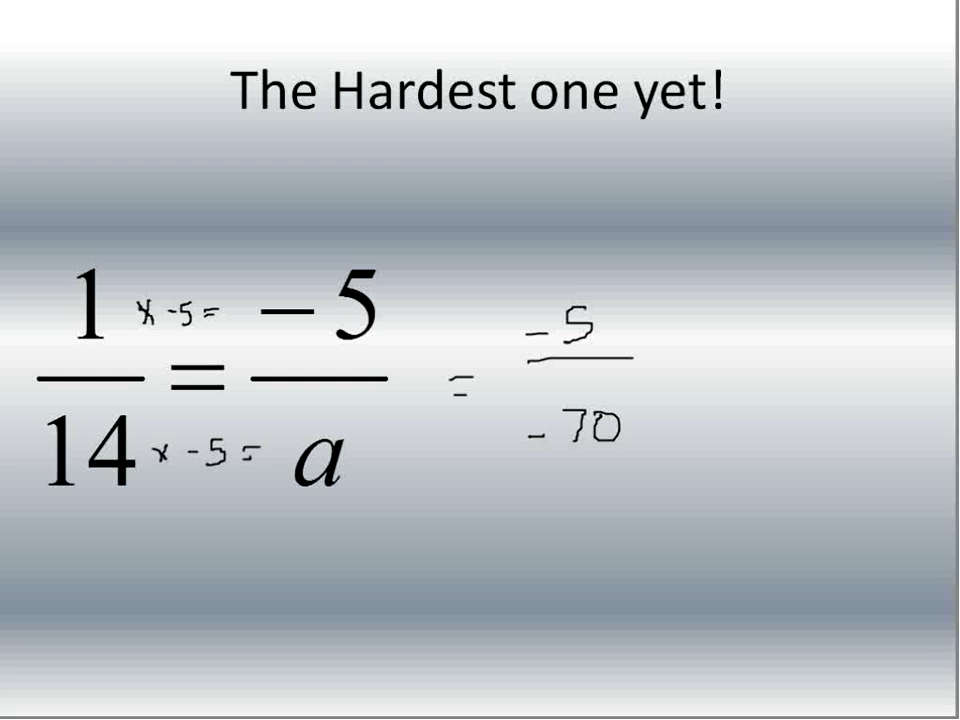 The Hardest one yet!
1 x -5 = -5 -5
= =
14 x -5 = a -70